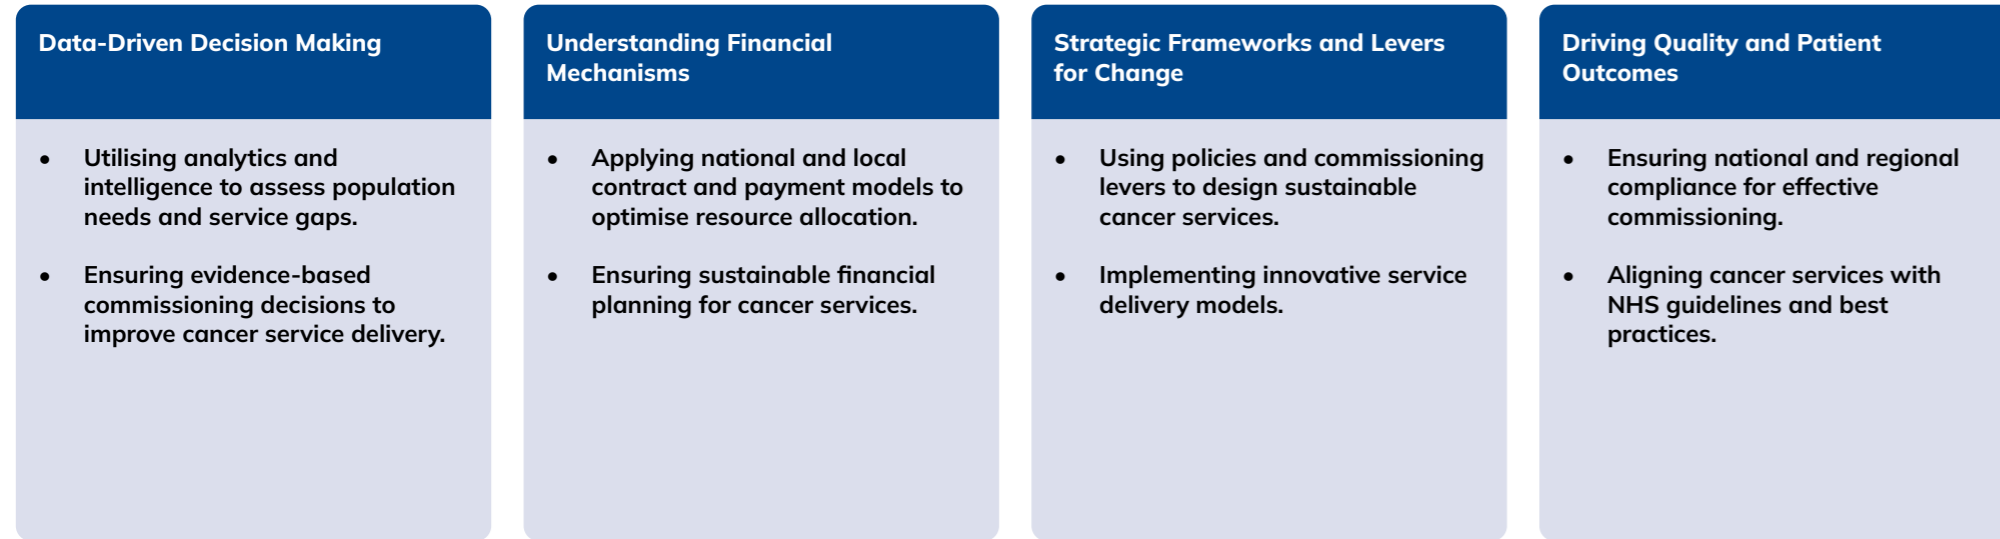 Data-Driven Decision Making
• Utilising analytics and
intelligence to assess population
needs and service gaps.
• Ensuring evidence-based
commissioning decisions to
improve cancer service delivery.
Understanding Financial
Mechanisms
• Applying national and local
contract and payment models to
optimise resource allocation.
• Ensuring sustainable financial
planning for cancer services.
Strategic Frameworks and Levers
for Change
• Using policies and commissioning
levers to design sustainable
cancer services.
• Implementing innovative service
delivery models.
Driving Quality and Patient
Outcomes
• Ensuring national and regional
compliance for effective
commissioning.
• Aligning cancer services with
NHS guidelines and best
practices.